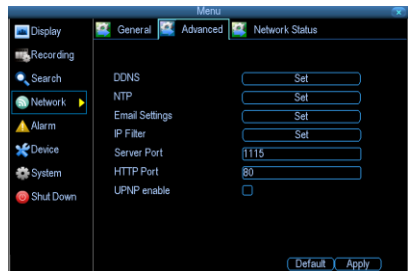 Menu
Display
Recording
Search
Network
Alarm
Device
System
Shut Down
General Advanced Network Status
DDNS Set
NTP Set
Email Settings Set
IP Filter Set
Server Port 1115
HTTP Port 80
UPNP enable
Default Apply